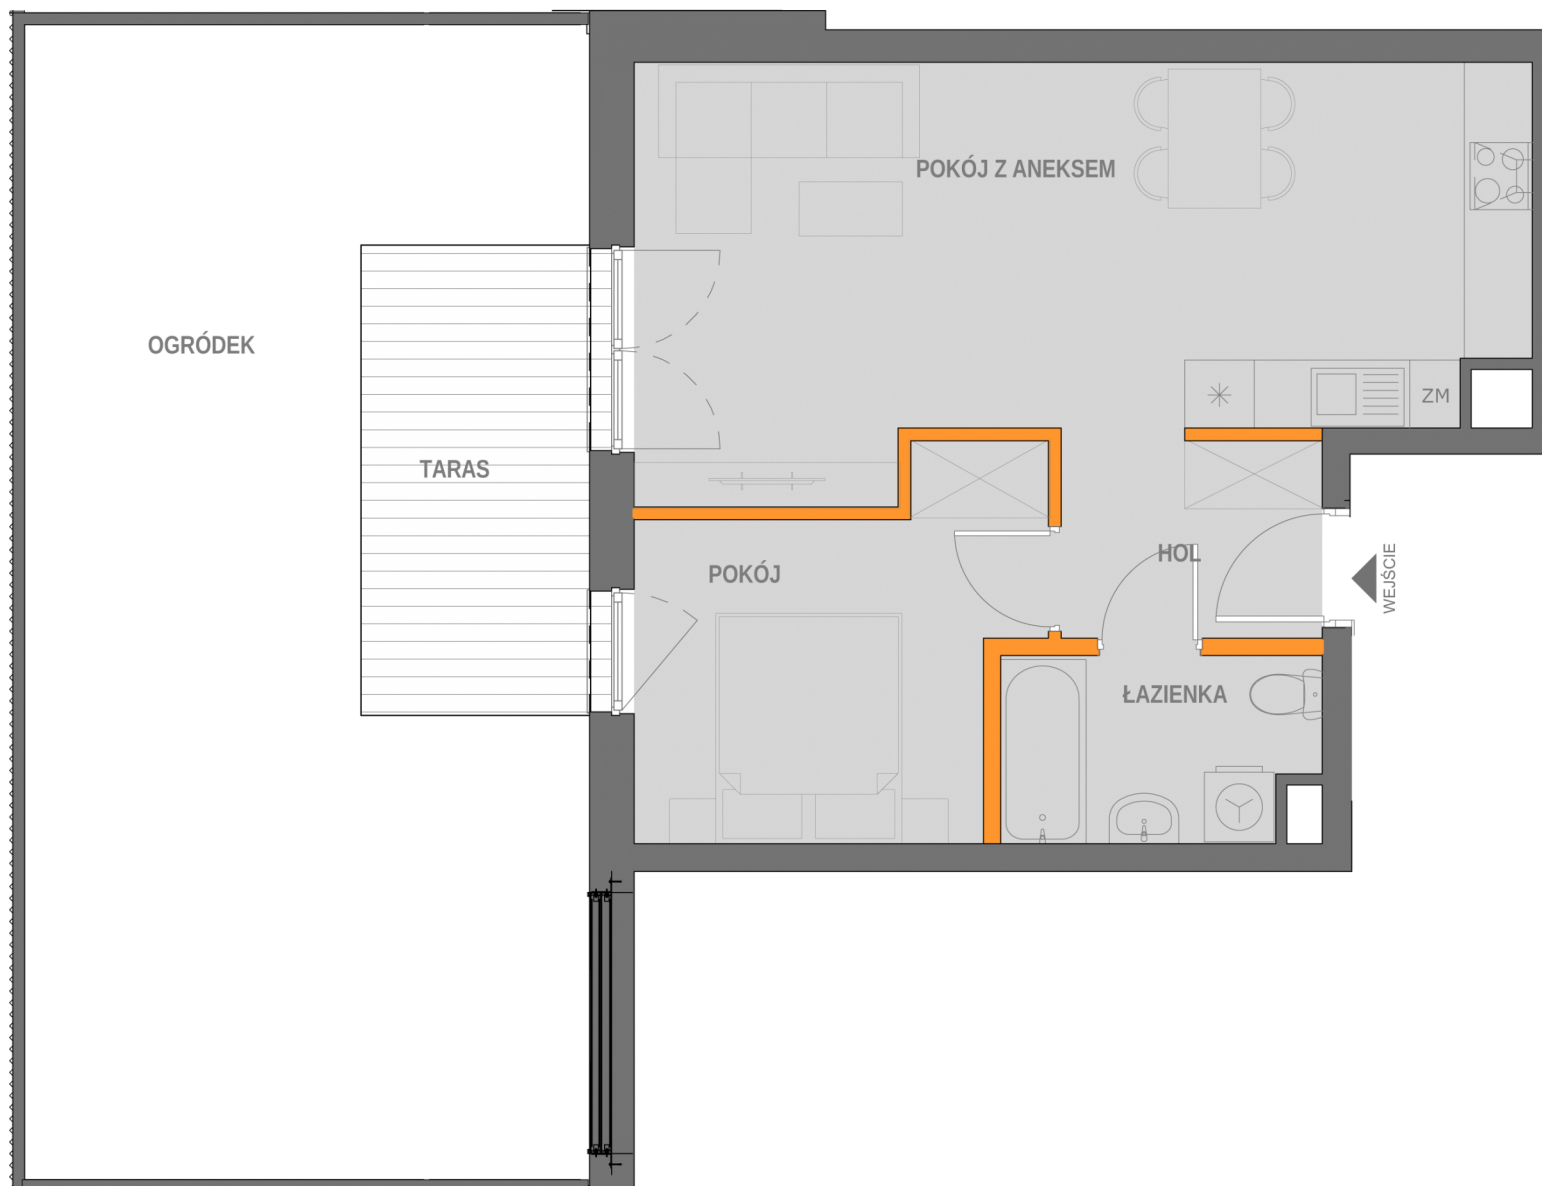 POKÓJ Z ANEKSEM
OGRÓDEK
ZM
TARAS
HOL
WEJŚCIE
POKÓJ
ŁAZIENKA